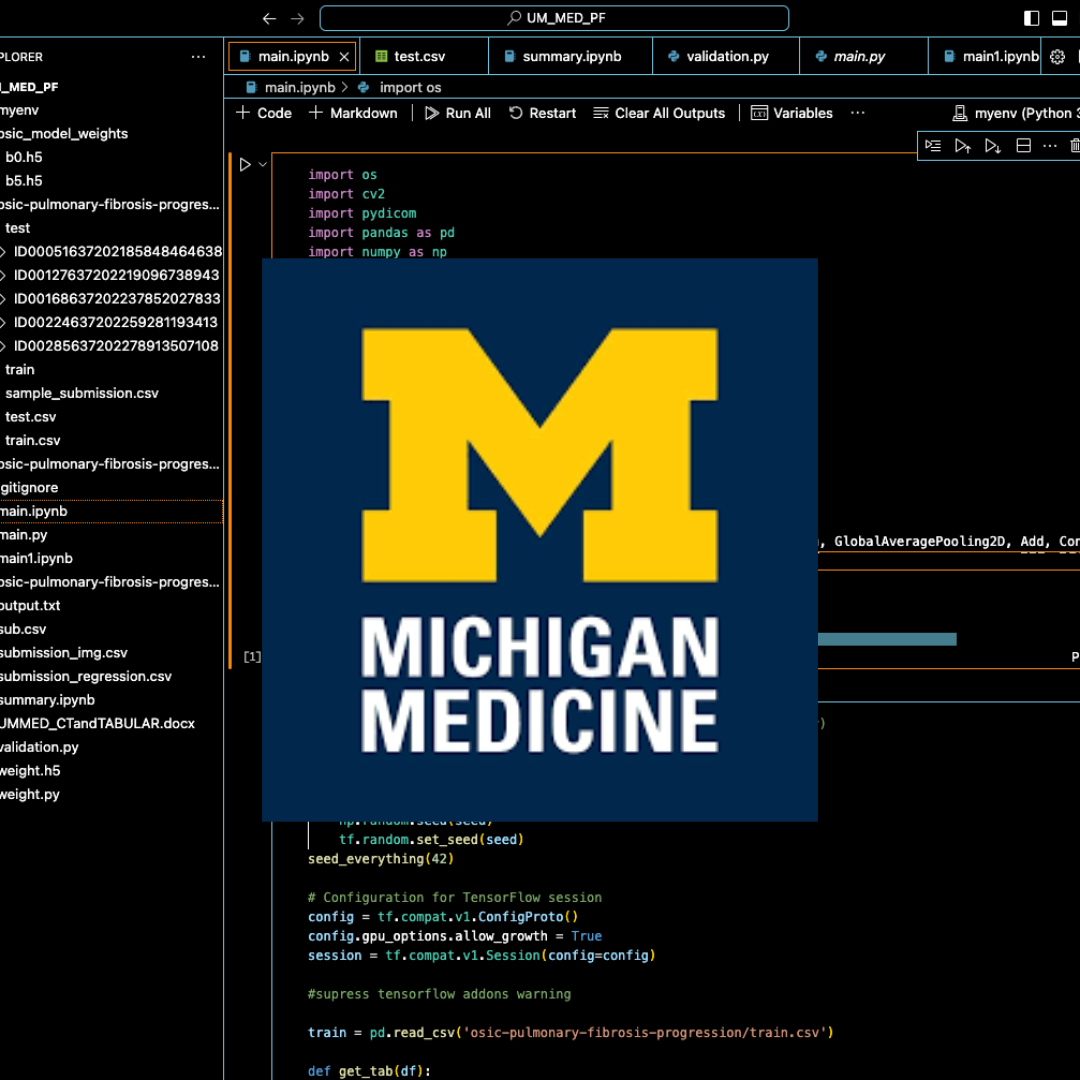 UM_MED_PF
PLORER
main.ipynb
test.csv
summary.ipynb
validation.py
main.py
main1.ipynb
M_MED_PF
main.ipynb > import os
myenv
Code
Markdown
Run All
Restart
Clear All Outputs
Variables
myenv (Python 3
osic_model_weights
b0.h5
b5.h5
osic-pulmonary-fibrosis-progres...
test
ID00051637202185848464638
ID00127637202219096738943
ID00168637202237852027833
ID00224637202259281193413
ID00285637202278913507108
train
sample_submission.csv
test.csv
train.csv
osic-pulmonary-fibrosis-progres...
gitignore
main.ipynb
main.py
main1.ipynb
osic-pulmonary-fibrosis-progres...
output.txt
sub.csv
submission_img.csv
submission_regression.csv
summary.ipynb
UMMED_CTandTABULAR.docx
validation.py
weight.h5
weight.py
import os
import cv2
import pydicom
import pandas as pd
import numpy as np
, GlobalAveragePooling2D, Add, Con
[1]
P
M
MICHIGAN
MEDICINE
)
np.random.seed(seed)
tf.random.set_seed(seed)
seed_everything(42)
# Configuration for TensorFlow session
config = tf.compat.v1.ConfigProto()
config.gpu_options.allow_growth = True
session = tf.compat.v1.Session(config=config)
#supress tensorflow addons warning
train = pd.read_csv('osic-pulmonary-fibrosis-progression/train.csv')
def get_tab(df):